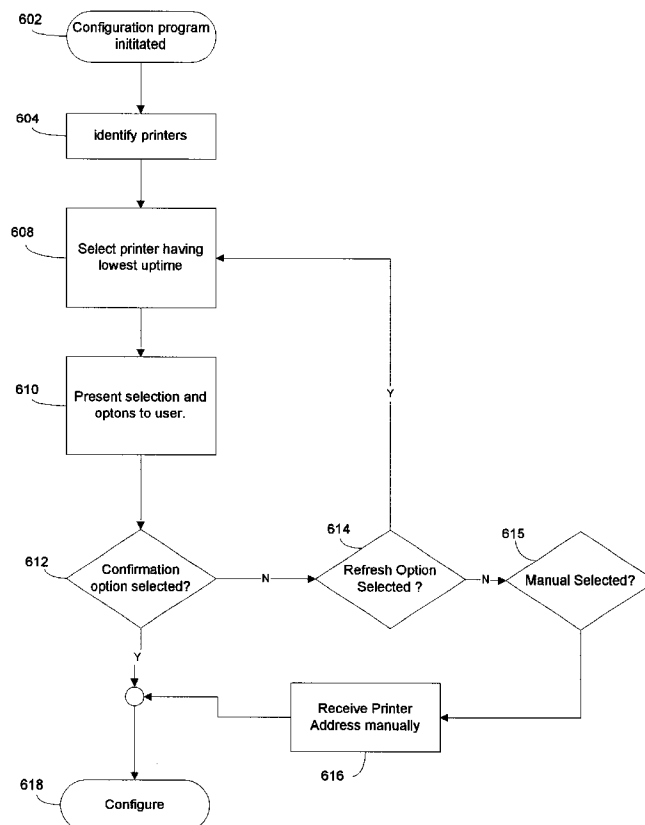 602
Configuration program
inititated
604
identify printers
608
Select printer having
lowest uptime
610
Present selection and
optons to user.
Y
612
Confirmation
option selected?
N
614
Refresh Option
Selected ?
N
615
Manual Selected?
Y
Receive Printer
Address manually
616
618
Configure